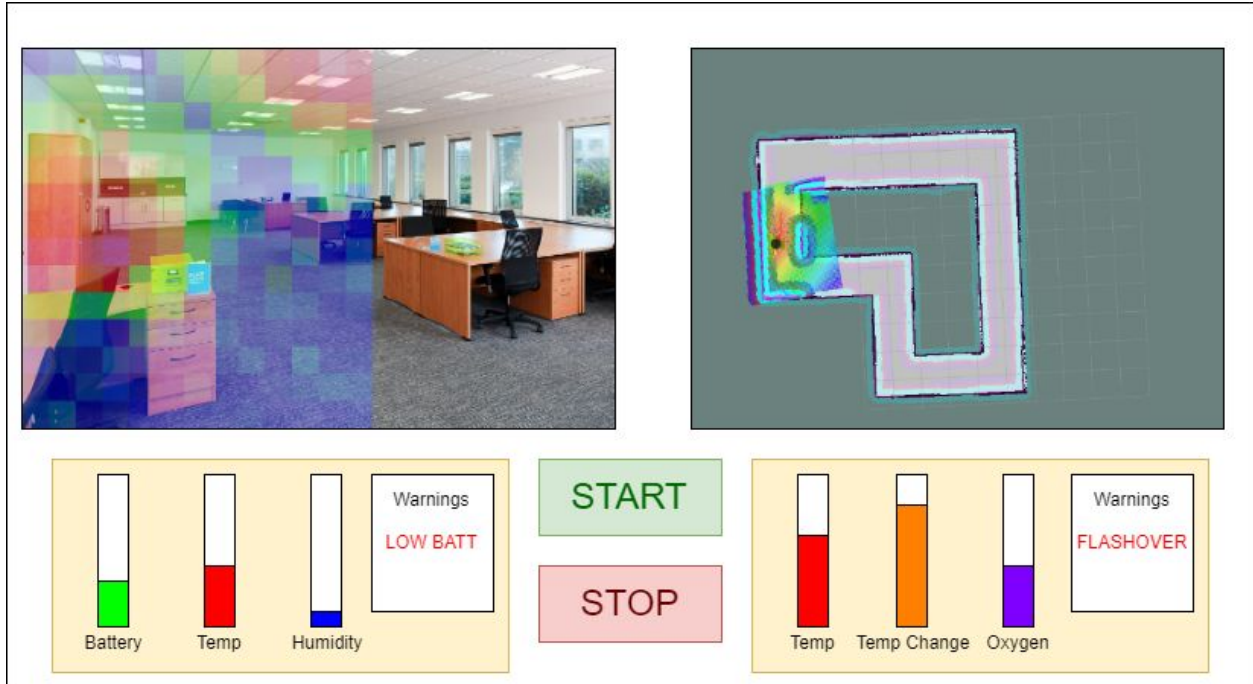 START
STOP
Warnings
LOW BATT
Battery
Temp
Humidity
Warnings
FLASHOVER
Temp
Temp Change
Oxygen